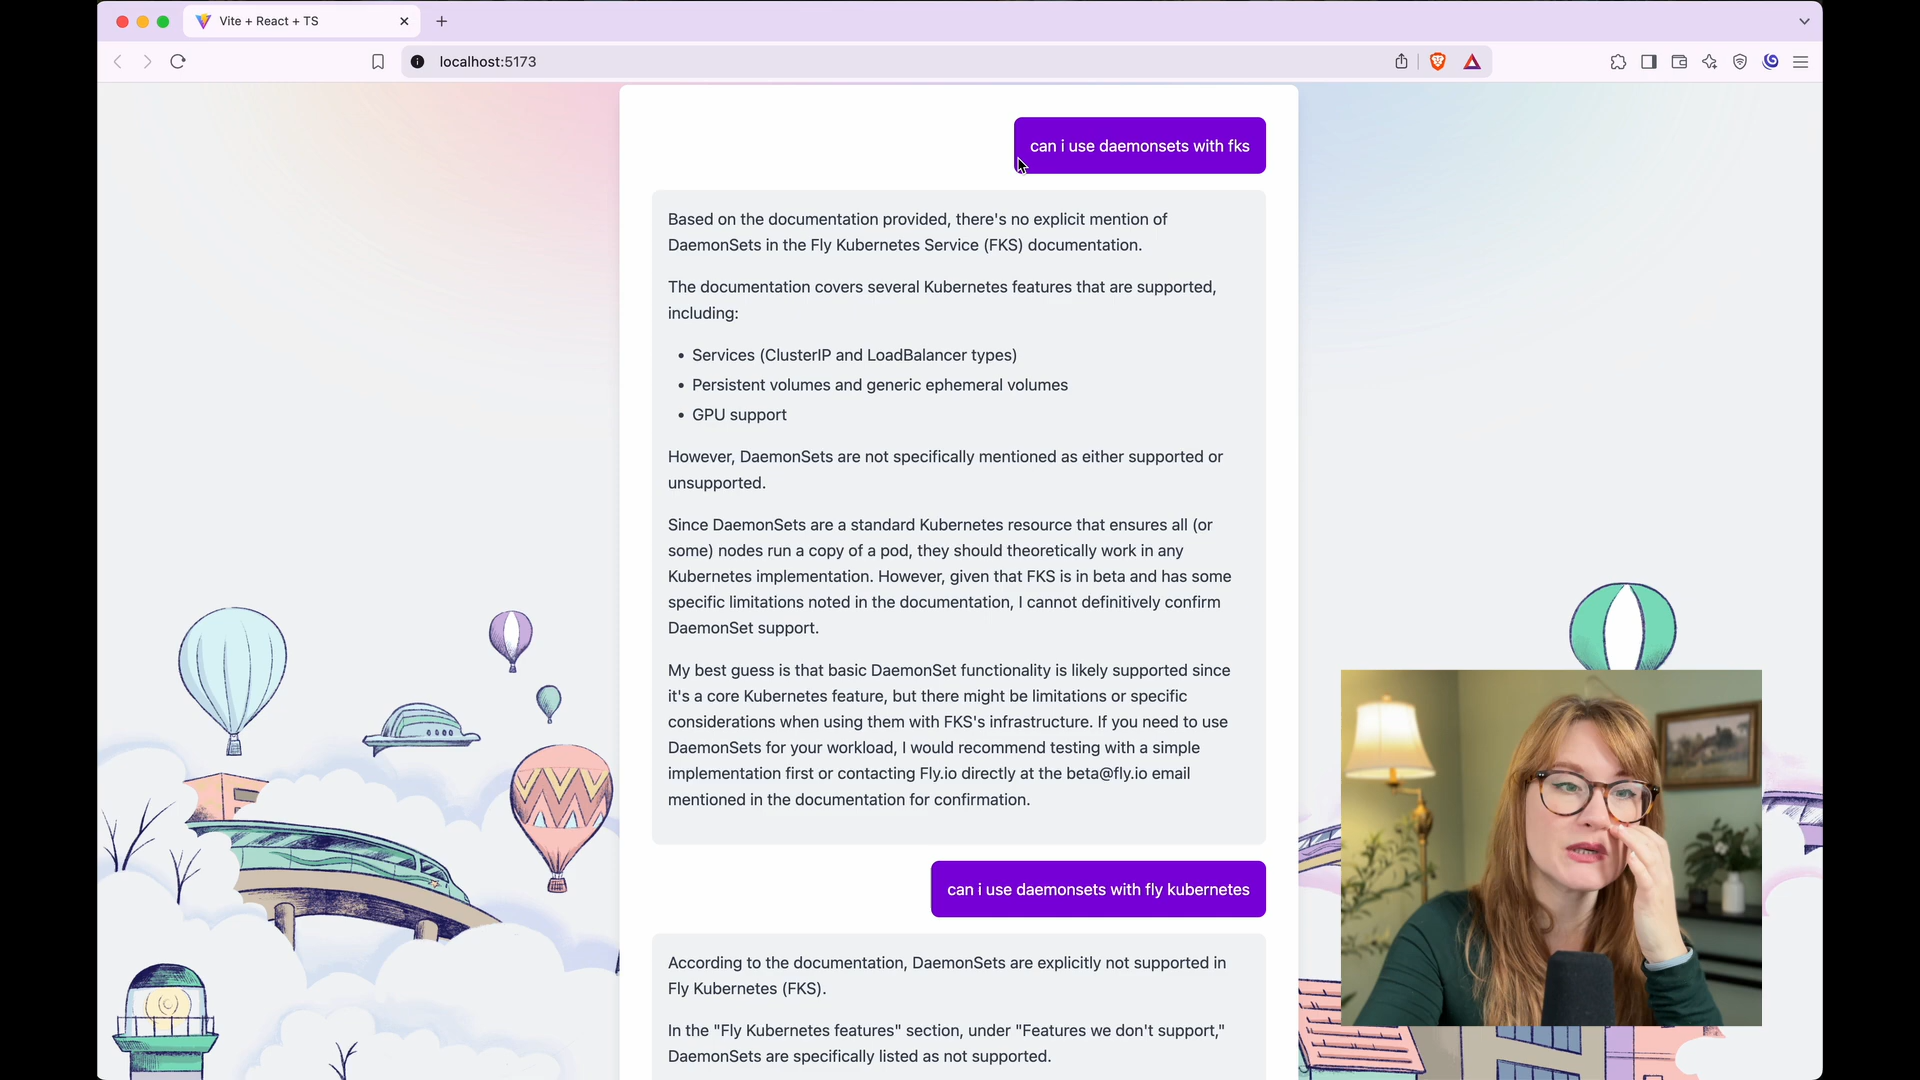 Vite + React + TS
localhost:5173
can i use daemonsets with fks
Based on the documentation provided, there's no explicit mention of
DaemonSets in the Fly Kubernetes Service (FKS) documentation.
The documentation covers several Kubernetes features that are supported,
including:
• Services (ClusterIP and LoadBalancer types)
• Persistent volumes and generic ephemeral volumes
• GPU support
However, DaemonSets are not specifically mentioned as either supported or
unsupported.
Since DaemonSets are a standard Kubernetes resource that ensures all (or
some) nodes run a copy of a pod, they should theoretically work in any
Kubernetes implementation. However, given that FKS is in beta and has some
specific limitations noted in the documentation, I cannot definitively confirm
DaemonSet support.
My best guess is that basic DaemonSet functionality is likely supported since
it's a core Kubernetes feature, but there might be limitations or specific
considerations when using them with FKS's infrastructure. If you need to use
DaemonSets for your workload, I would recommend testing with a simple
implementation first or contacting Fly.io directly at the beta@fly.io email
mentioned in the documentation for confirmation.
can i use daemonsets with fly kubernetes
According to the documentation, DaemonSets are explicitly not supported in
Fly Kubernetes (FKS).
In the "Fly Kubernetes features" section, under "Features we don't support,"
DaemonSets are specifically listed as not supported.